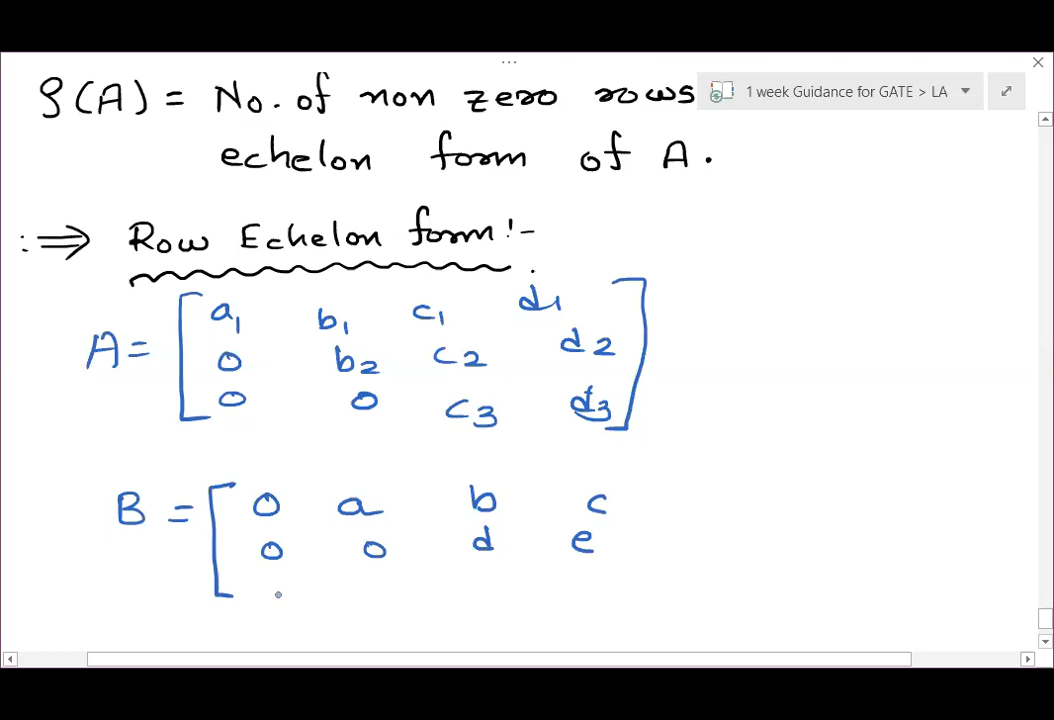 ρ(A) = No. of non zero rows
1 week Guidance for GATE > LA
echelon form of A.
:⇒ Row Echelon form :-
A = [ a1 b1 c1 d1
0 b2 c2 d2
0 0 c3 d3 ]
B = [ 0 a b c
0 0 d e